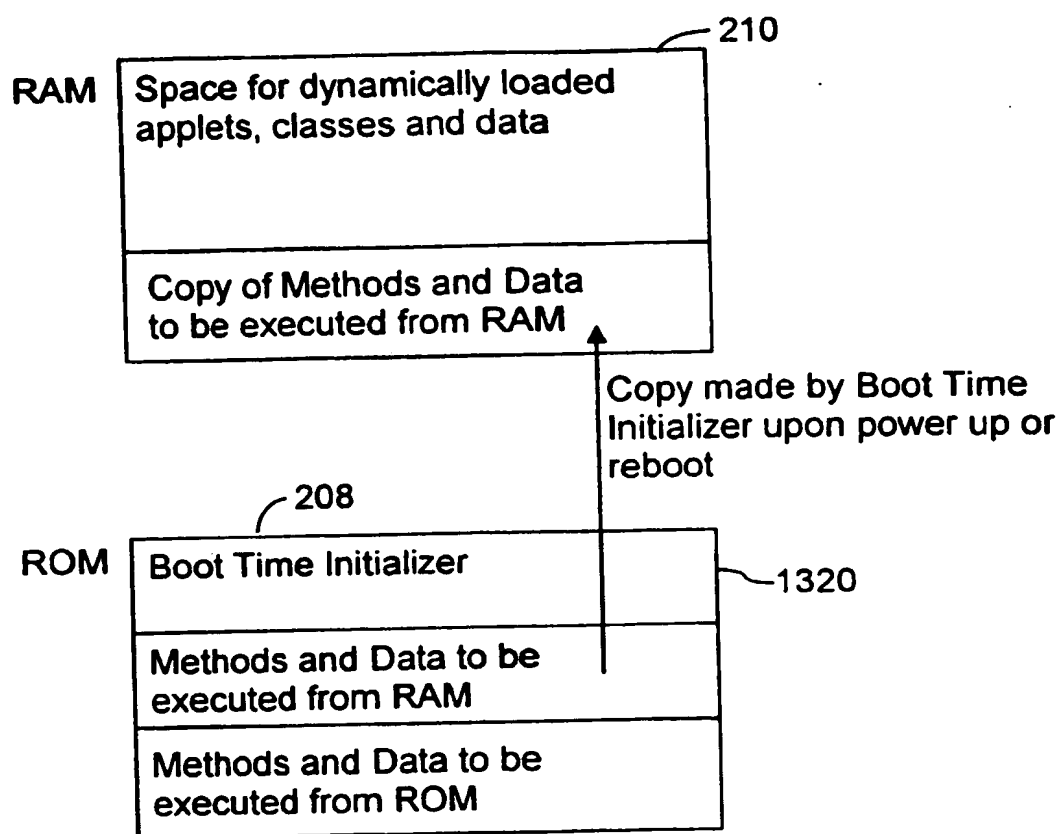 210
RAM
Space for dynamically loaded
applets, classes and data
Copy of Methods and Data
to be executed from RAM
Copy made by Boot Time
Initializer upon power up or
reboot
208
ROM
Boot Time Initializer
1320
Methods and Data to be
executed from RAM
Methods and Data to be
executed from ROM